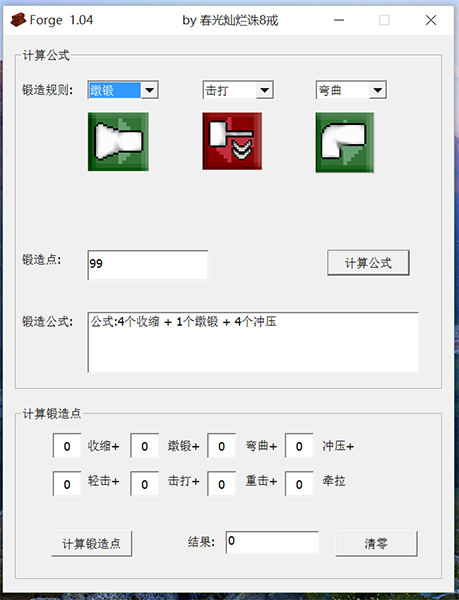 Forge 1.04 by 春光灿烂诛8戒
计算公式
锻造规则: 鐓锻 击打 弯曲
锻造点: 99 计算公式
锻造公式: 公式:4个收缩 + 1个鐓锻 + 4个冲压
计算锻造点
0 收缩+ 0 鐓锻+ 0 弯曲+ 0 冲压+
0 轻击+ 0 击打+ 0 重击+ 0 牵拉
计算锻造点 结果: 0 清零